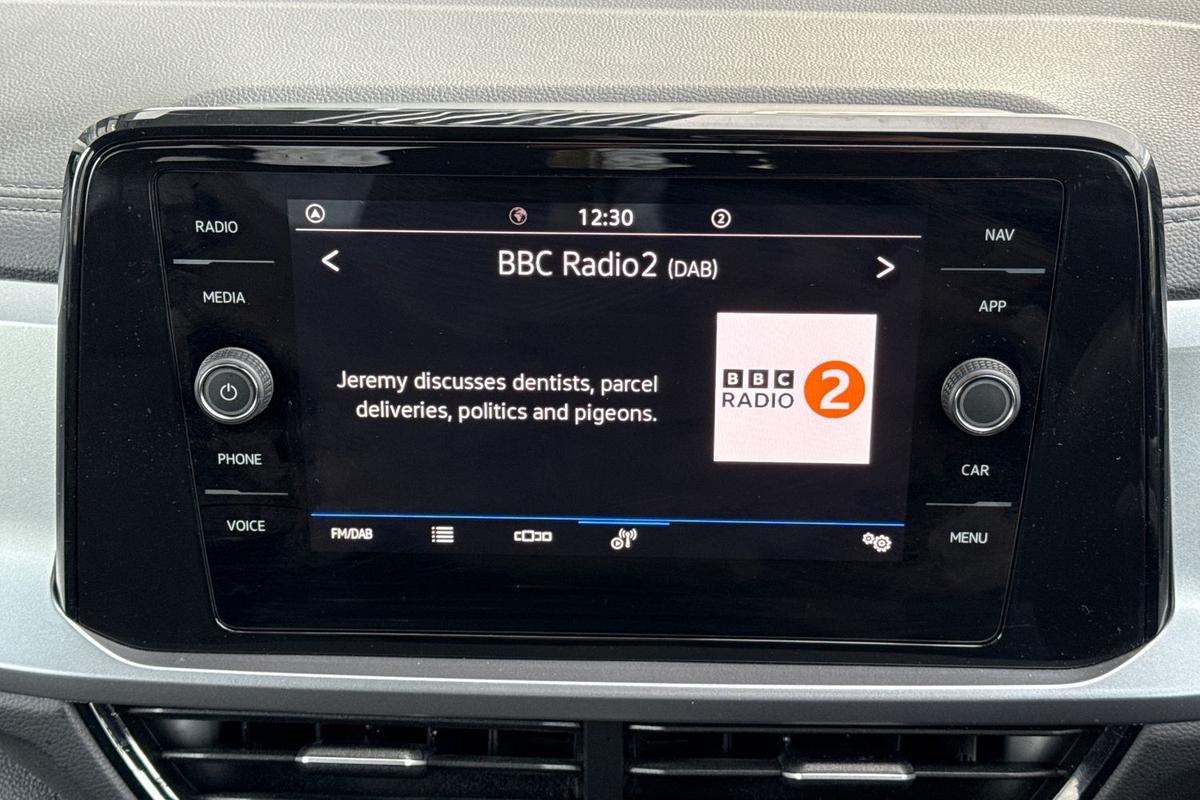 RADIO
MEDIA
PHONE
VOICE
12:30
2
< BBC Radio2 (DAB) >
Jeremy discusses dentists, parcel
deliveries, politics and pigeons.
BBC
RADIO 2
FM/DAB
NAV
APP
CAR
MENU